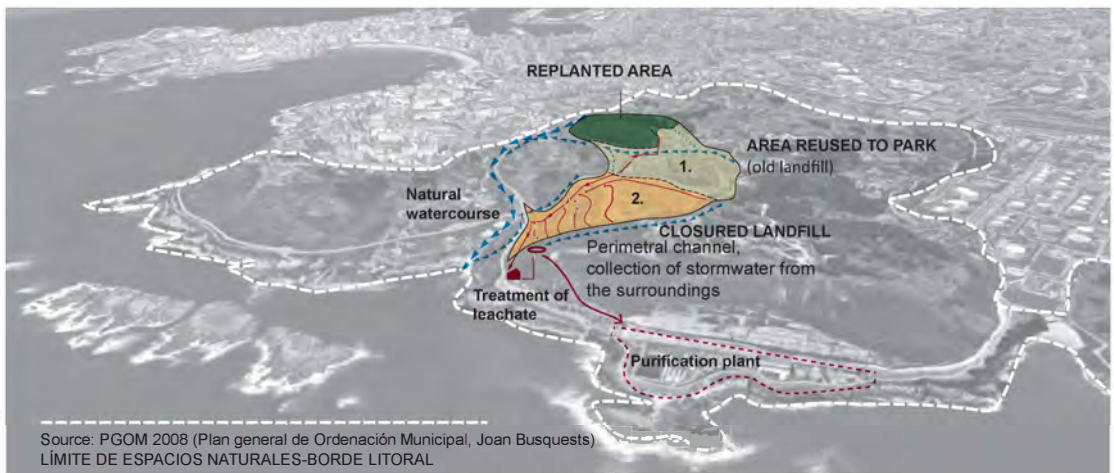 REPLANTED AREA
AREA REUSED TO PARK
(old landfill)
1.
Natural
watercourse
2.
CLOSURED LANDFILL
Perimetral channel,
collection of stormwater from
the surroundings
Treatment of
leachate
Purification plant
Source: PGOM 2008 (Plan general de Ordenación Municipal, Joan Busquests)
LÍMITE DE ESPACIOS NATURALES-BORDE LITORAL